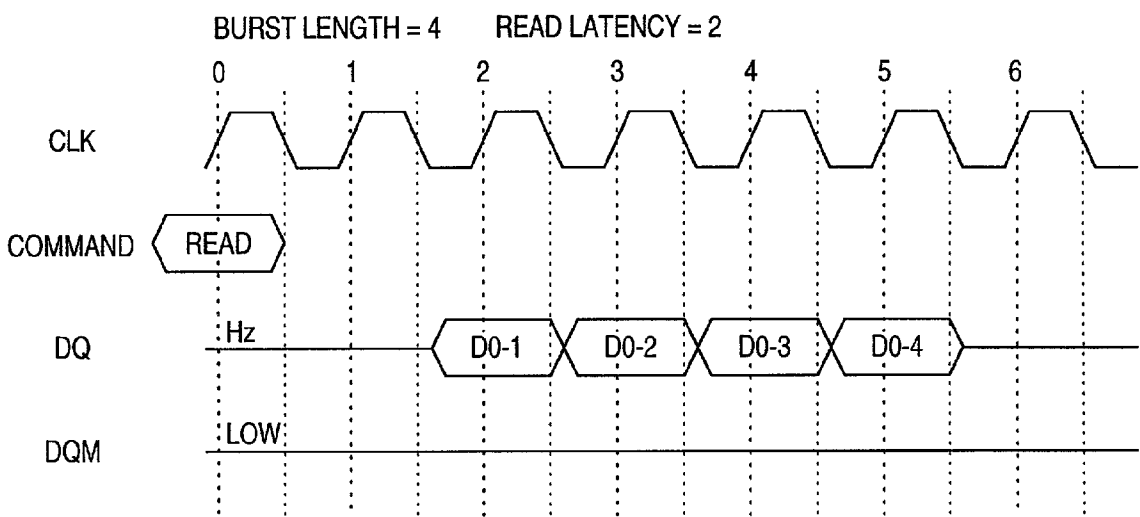 BURST LENGTH = 4 READ LATENCY = 2
0 1 2 3 4 5 6
CLK
COMMAND READ
DQ Hz D0-1 D0-2 D0-3 D0-4
DQM LOW